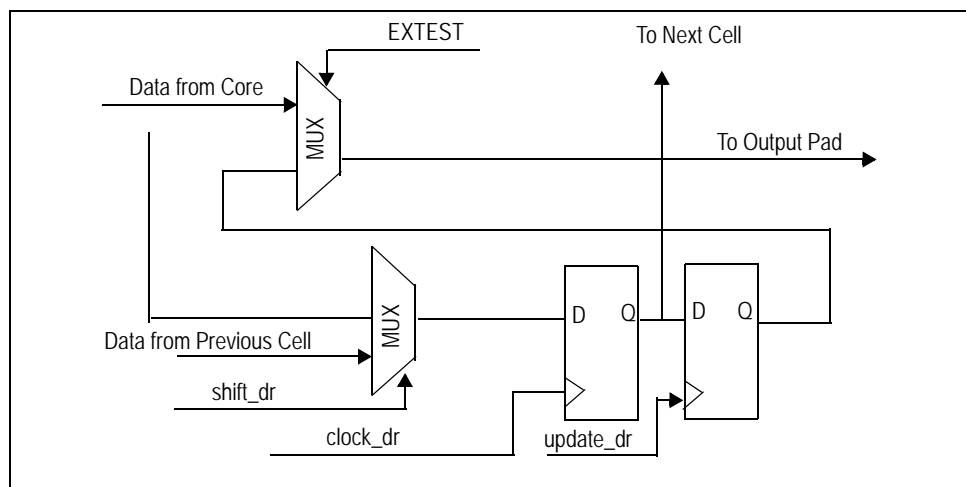 EXTEST
To Next Cell
Data from Core
MUX
To Output Pad
MUX
D Q
D Q
Data from Previous Cell
shift_dr
clock_dr
update_dr